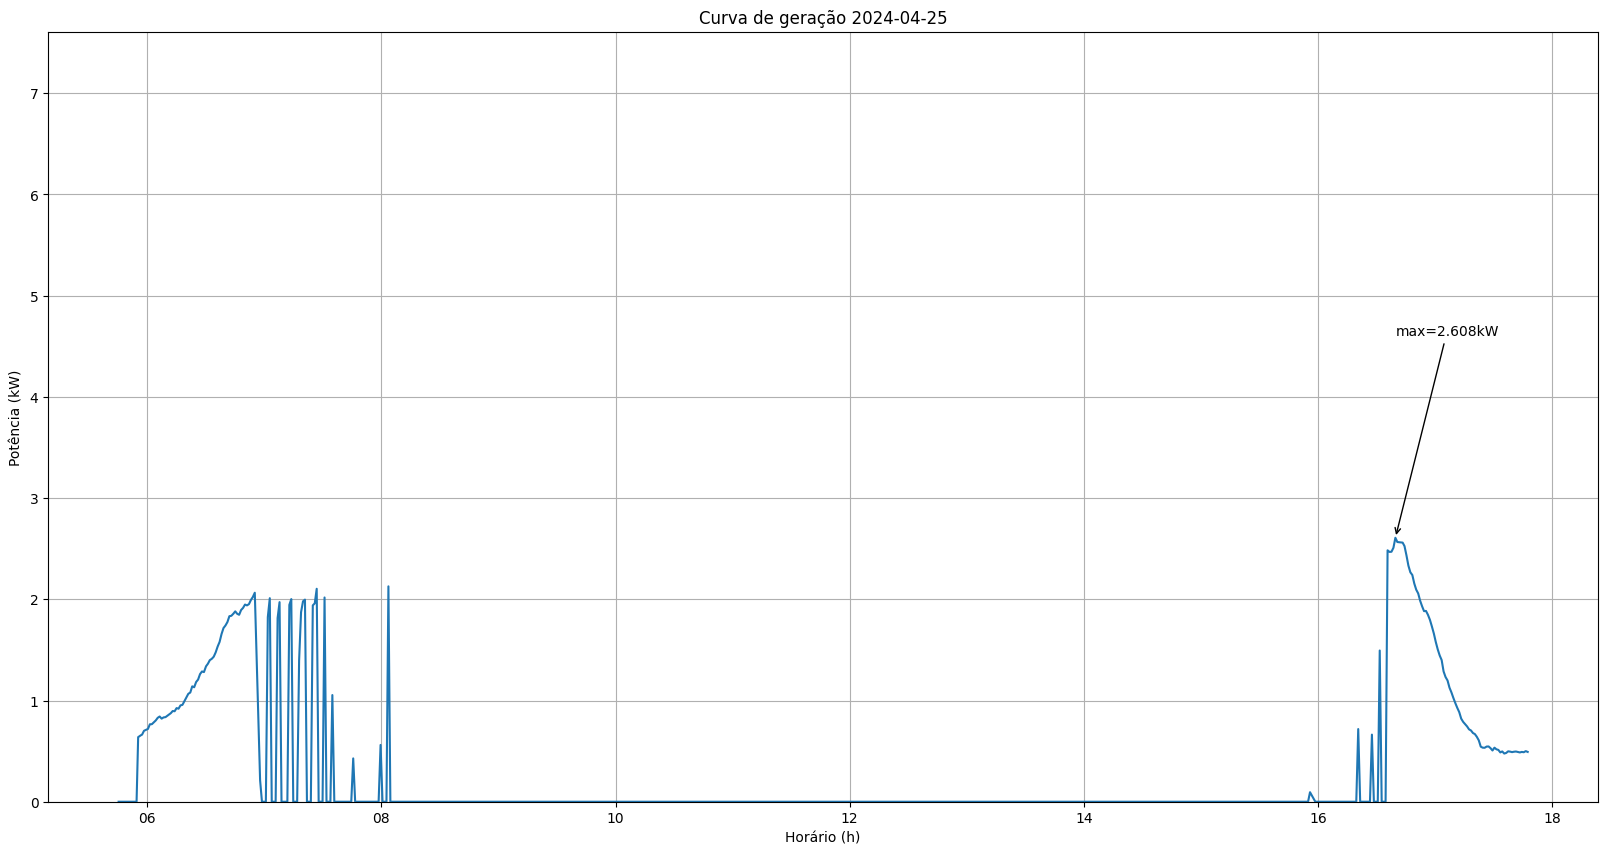 Curva de geração 2024-04-25
Potência (kW)
7
6
5
4
3
2
1
0
max=2.608kW
06 08 10 12 14 16 18
Horário (h)